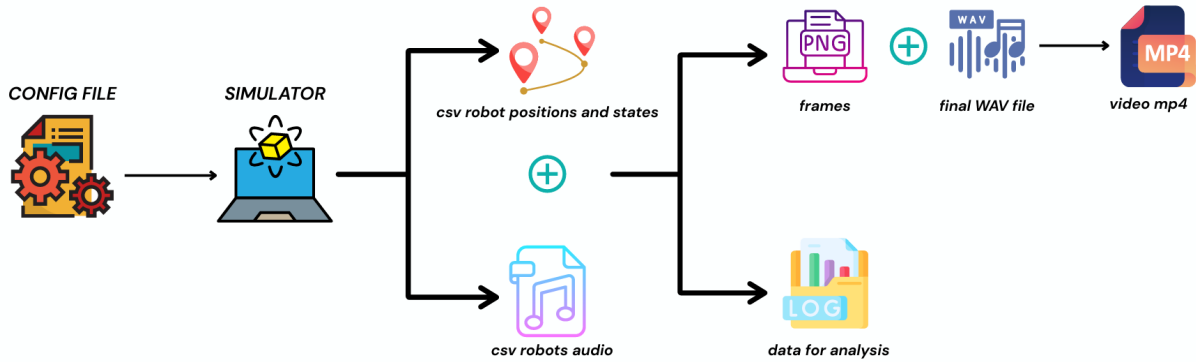 CONFIG FILE
SIMULATOR
csv robot positions and states
csv robots audio
PNG
frames
WAV
final WAV file
MP4
video mp4
LOG
data for analysis